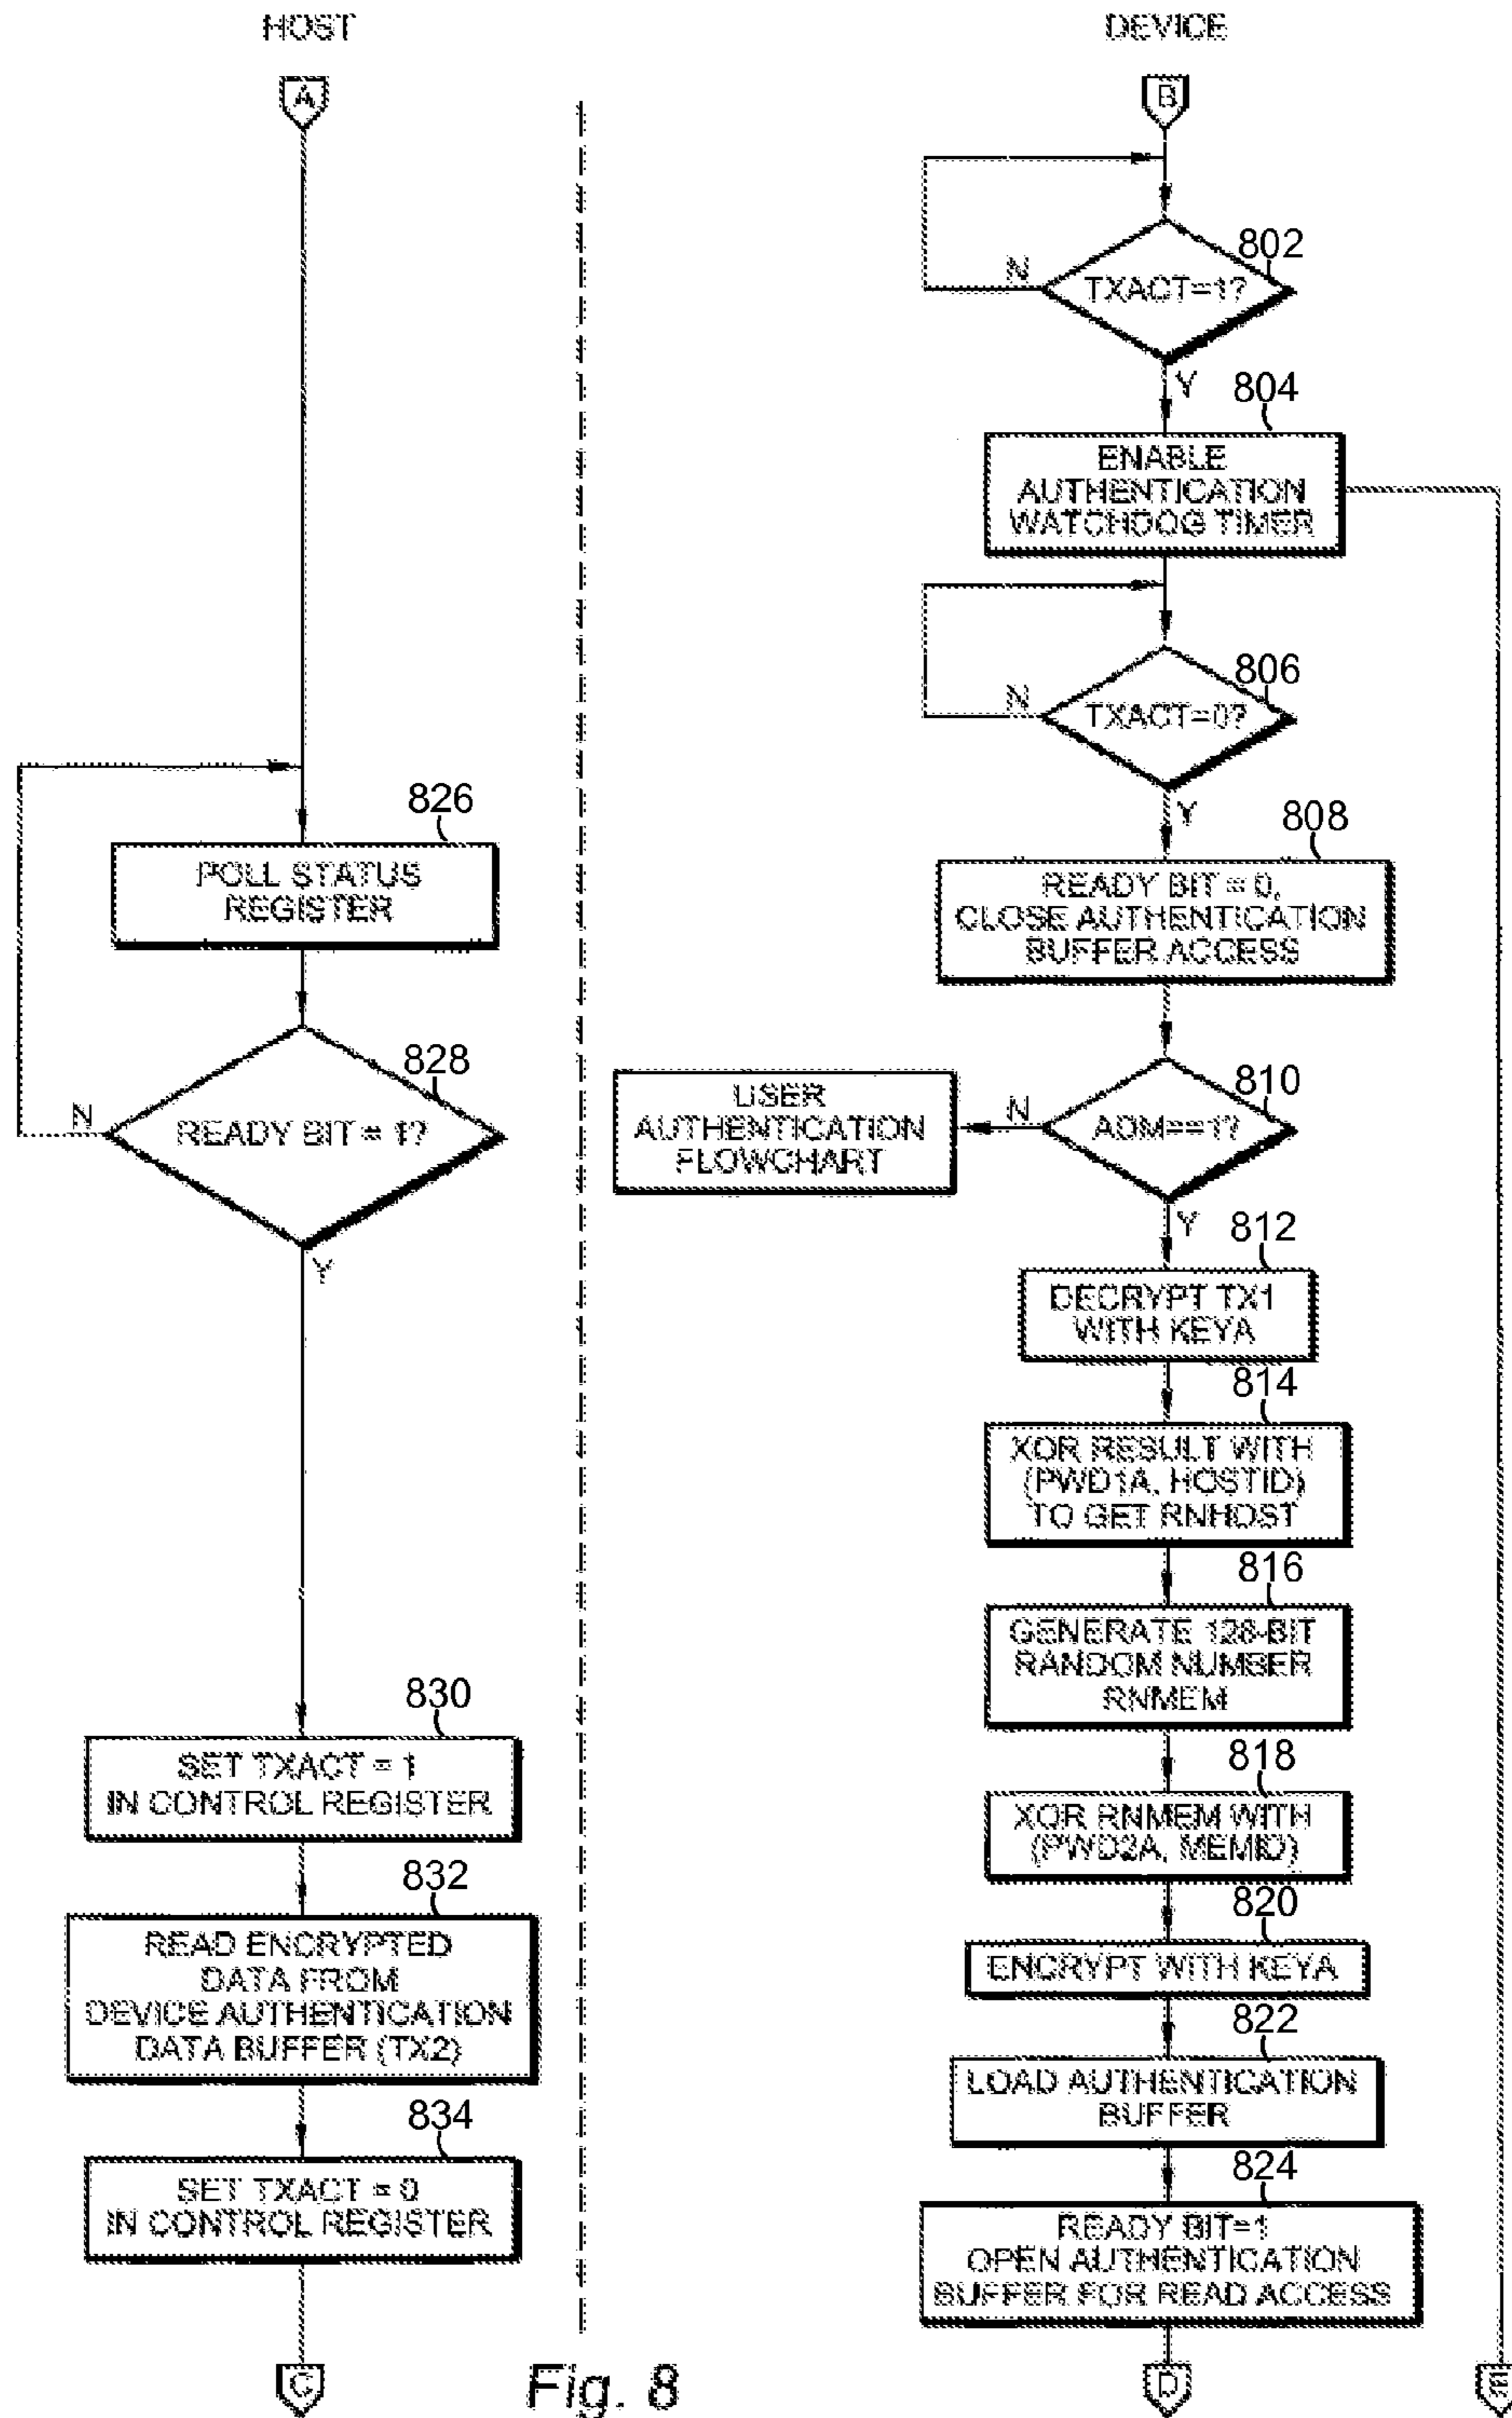 HOST
A
826
POLL STATUS
REGISTER
828
N
READY BIT = 1?
Y
830
SET TXACT = 1
IN CONTROL REGISTER
832
READ ENCRYPTED
DATA FROM
DEVICE AUTHENTICATION
DATA BUFFER (TX2)
834
SET TXACT = 0
IN CONTROL REGISTER
C
DEVICE
B
802
N
TXACT=1?
Y
804
ENABLE
AUTHENTICATION
WATCHDOG TIMER
806
N
TXACT=0?
Y
808
READY BIT = 0,
CLOSE AUTHENTICATION
BUFFER ACCESS
810
ADM==1?
N
USER
AUTHENTICATION
FLOWCHART
Y
812
DECRYPT TX1
WITH KEYA
814
XOR RESULT WITH
(PWD1A, HOSTID)
TO GET RNHOST
816
GENERATE 128-BIT
RANDOM NUMBER
RNMEM
818
XOR RNMEM WITH
(PWD2A, MEMID)
820
ENCRYPT WITH KEYA
822
LOAD AUTHENTICATION
BUFFER
824
READY BIT=1
OPEN AUTHENTICATION
BUFFER FOR READ ACCESS
D
E
Fig. 8